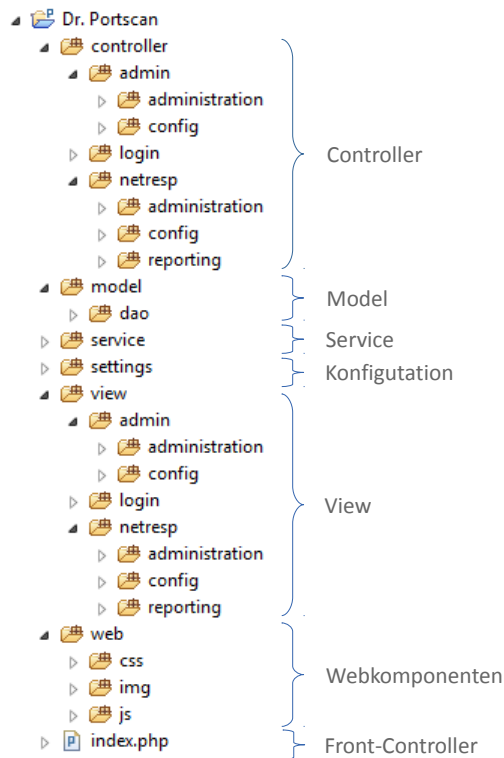 Dr. Portscan
controller
admin
administration
config
login
netresp
administration
config
reporting
Controller
model
dao
Model
service
Service
settings
Konfigutation
view
admin
administration
config
login
netresp
administration
config
reporting
View
web
css
img
js
Webkomponenten
index.php
Front-Controller